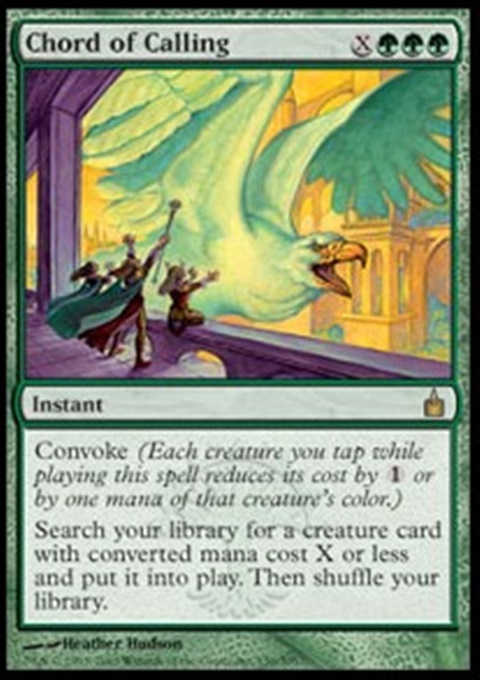 Chord of Calling X
Instant
Convoke (Each creature you tap while
playing this spell reduces its cost by 1 or
by one mana of that creature's color.)
Search your library for a creature card
with converted mana cost X or less
and put it into play. Then shuffle your
library.
Heather Hudson